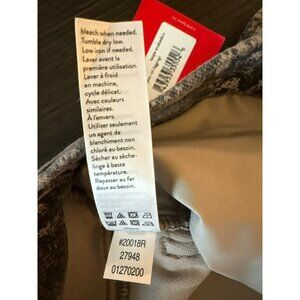 bleach when needed.
Tumble dry low.
Low iron if needed.
Laver avant la
première utilisation.
Laver à froid
en machine,
cycle délicat.
Avec couleurs
similaires.
À l'envers.
Utiliser seulement
un agent de
blanchiment non
chloré au besoin.
Sécher au sèche-
linge à basse
température.
Repasser au fer
doux au besoin.
#20018R
27948
01270200